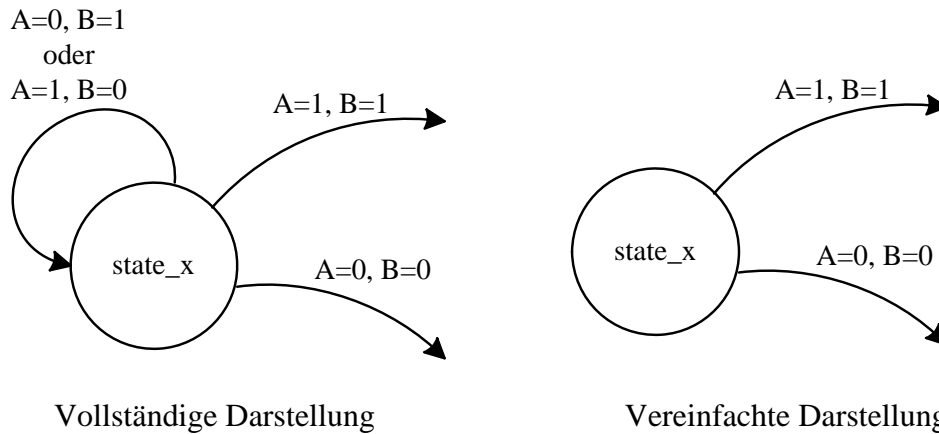 A=0, B=1
oder
A=1, B=0
A=1, B=1
state_x
A=0, B=0
Vollständige Darstellung
A=1, B=1
state_x
A=0, B=0
Vereinfachte Darstellung